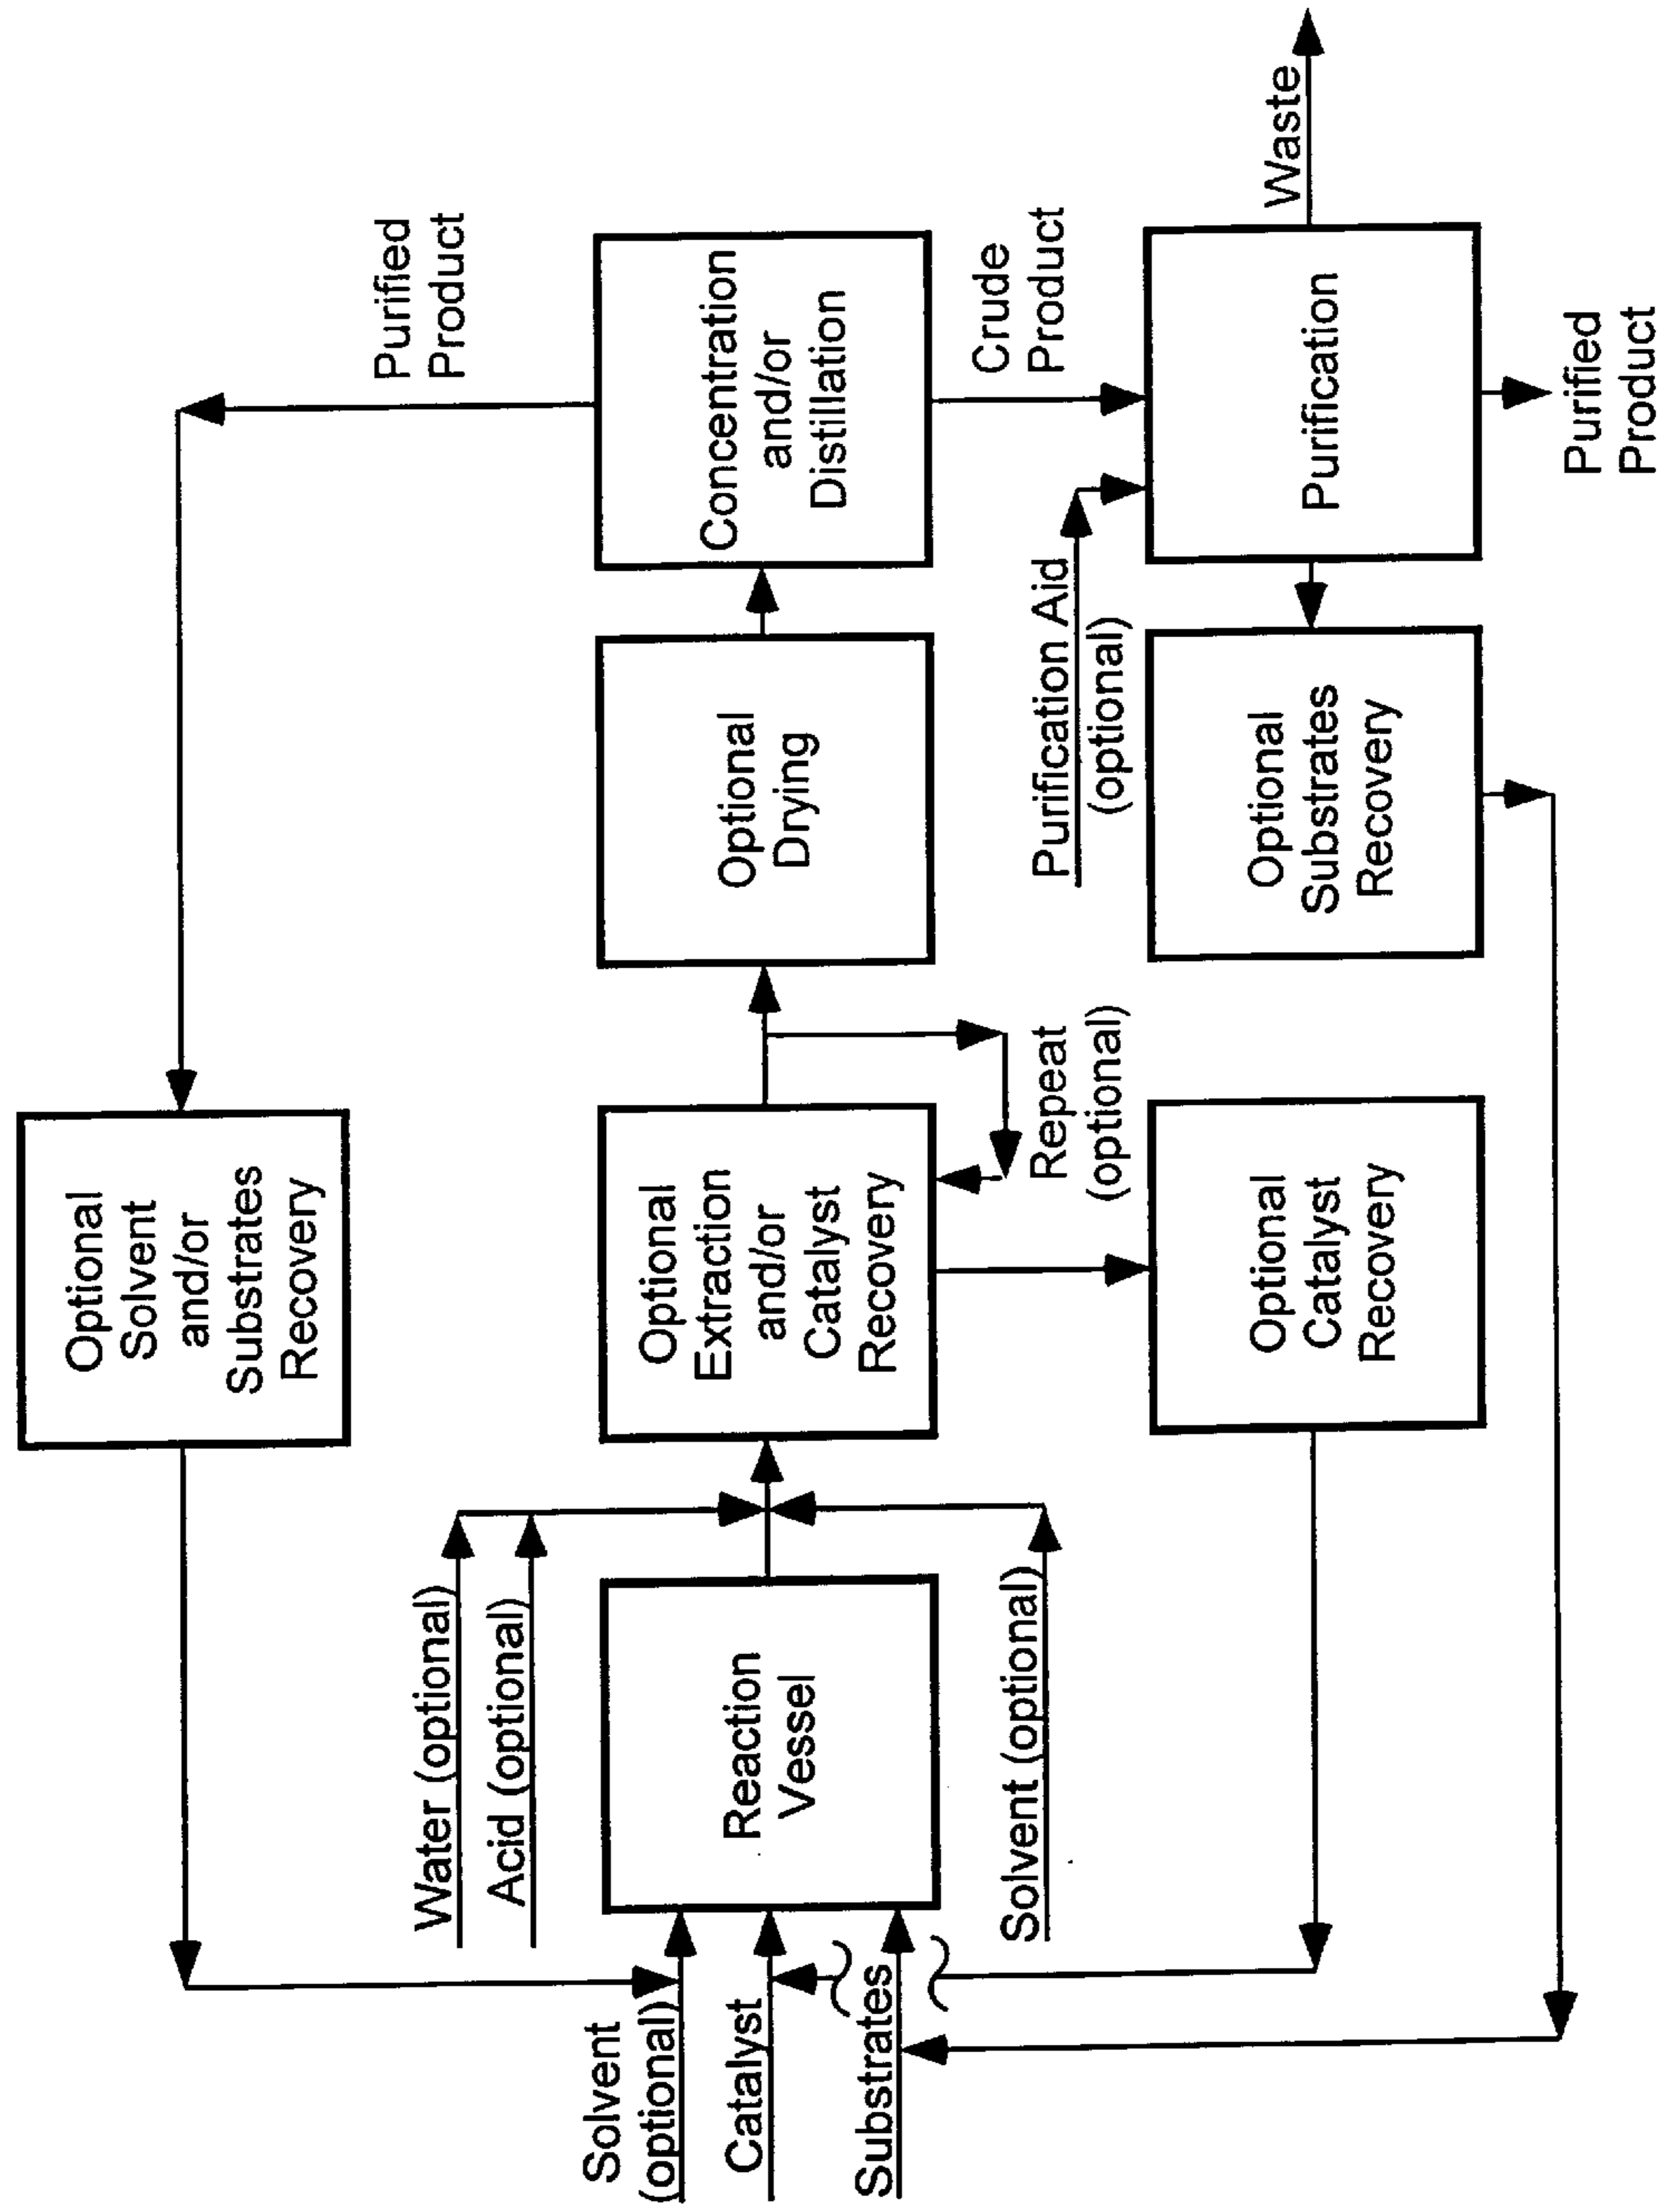 Optional
Solvent
and/or
Substrates
Recovery
Purified
Product
Water (optional)
Acid (optional)
Solvent
(optional)
Catalyst
Substrates
Reaction
Vessel
Optional
Extraction
and/or
Catalyst
Recovery
Optional
Drying
Concentration
and/or
Distillation
Solvent (optional)
Repeat
(optional)
Purification Aid
(optional)
Crude
Product
Optional
Catalyst
Recovery
Optional
Substrates
Recovery
Purification
Waste
Purified
Product